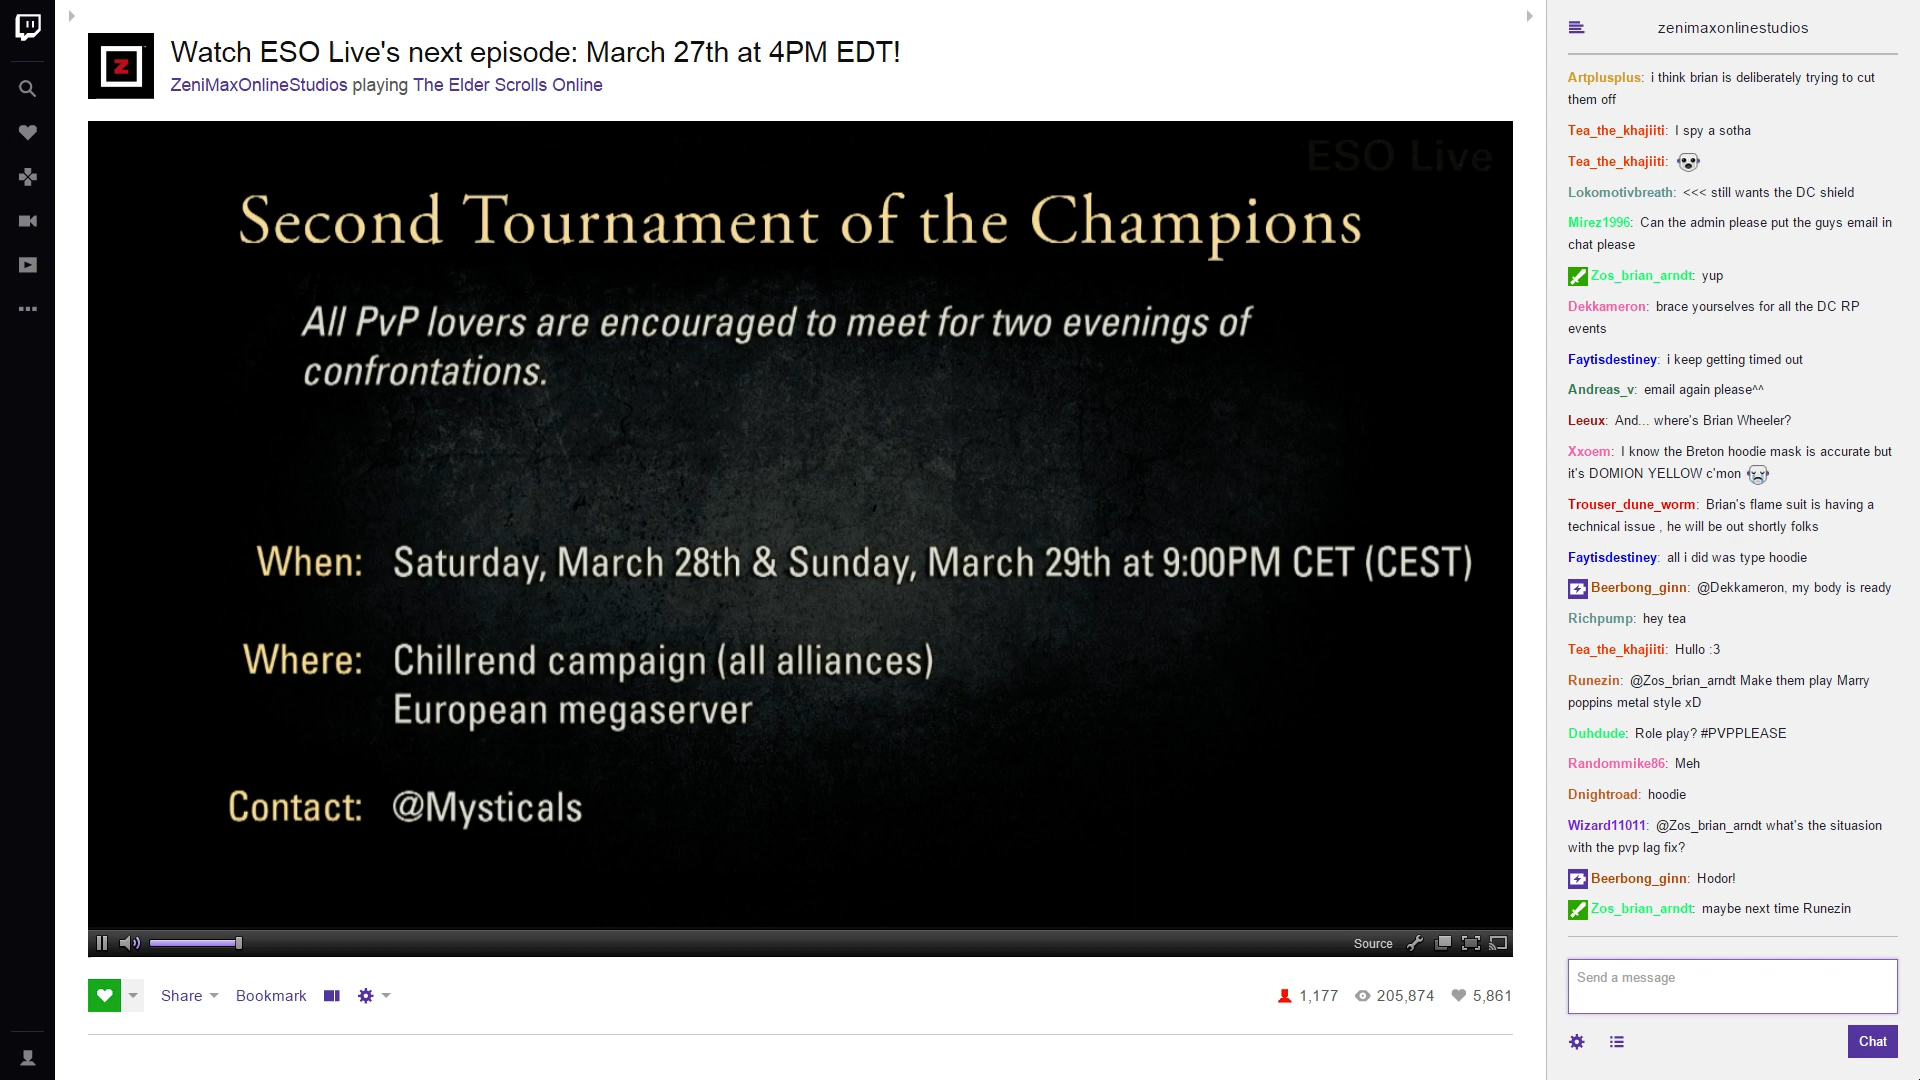 Watch ESO Live's next episode: March 27th at 4PM EDT!
ZeniMaxOnlineStudios playing The Elder Scrolls Online
ESO Live
Second Tournament of the Champions
All PvP lovers are encouraged to meet for two evenings of
confrontations.
When: Saturday, March 28th & Sunday, March 29th at 9:00PM CET (CEST)
Where: Chillrend campaign (all alliances)
European megaserver
Contact: @Mysticals
Source
Share
Bookmark
1,177
205,874
5,861
zenimaxonlinestudios
Artplusplus: i think brian is deliberately trying to cut
them off
Tea_the_khajiiti: I spy a sotha
Tea_the_khajiiti:
Lokomotivbreath: <<< still wants the DC shield
Mirez1996: Can the admin please put the guys email in
chat please
Zos_brian_arndt: yup
Dekkameron: brace yourselves for all the DC RP
events
Faytisdestiney: i keep getting timed out
Andreas_v: email again please^^
Leeux: And... where's Brian Wheeler?
Xxoem: I know the Breton hoodie mask is accurate but
it's DOMION YELLOW c'mon
Trouser_dune_worm: Brian's flame suit is having a
technical issue , he will be out shortly folks
Faytisdestiney: all i did was type hoodie
Beerbong_ginn: @Dekkameron, my body is ready
Richpump: hey tea
Tea_the_khajiiti: Hullo :3
Runezin: @Zos_brian_arndt Make them play Marry
poppins metal style xD
Duhdude: Role play? #PVPPLEASE
Randommike86: Meh
Dnightroad: hoodie
Wizard11011: @Zos_brian_arndt what's the situasion
with the pvp lag fix?
Beerbong_ginn: Hodor!
Zos_brian_arndt: maybe next time Runezin
Send a message
Chat